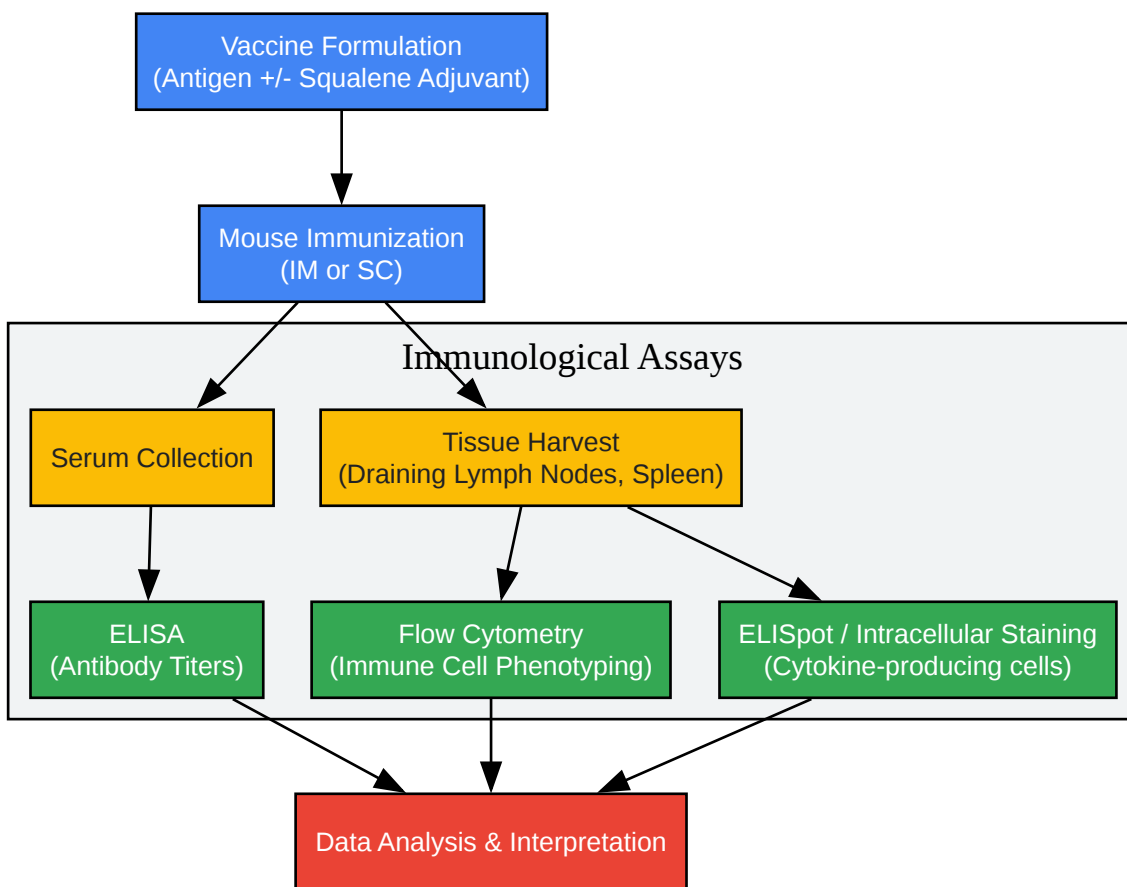 Vaccine Formulation
(Antigen +/- Squalene Adjuvant)
Mouse Immunization
(IM or SC)
Immunological Assays
Serum Collection
Tissue Harvest
(Draining Lymph Nodes, Spleen)
ELISA
(Antibody Titers)
Flow Cytometry
(Immune Cell Phenotyping)
ELISpot / Intracellular Staining
(Cytokine-producing cells)
Data Analysis & Interpretation